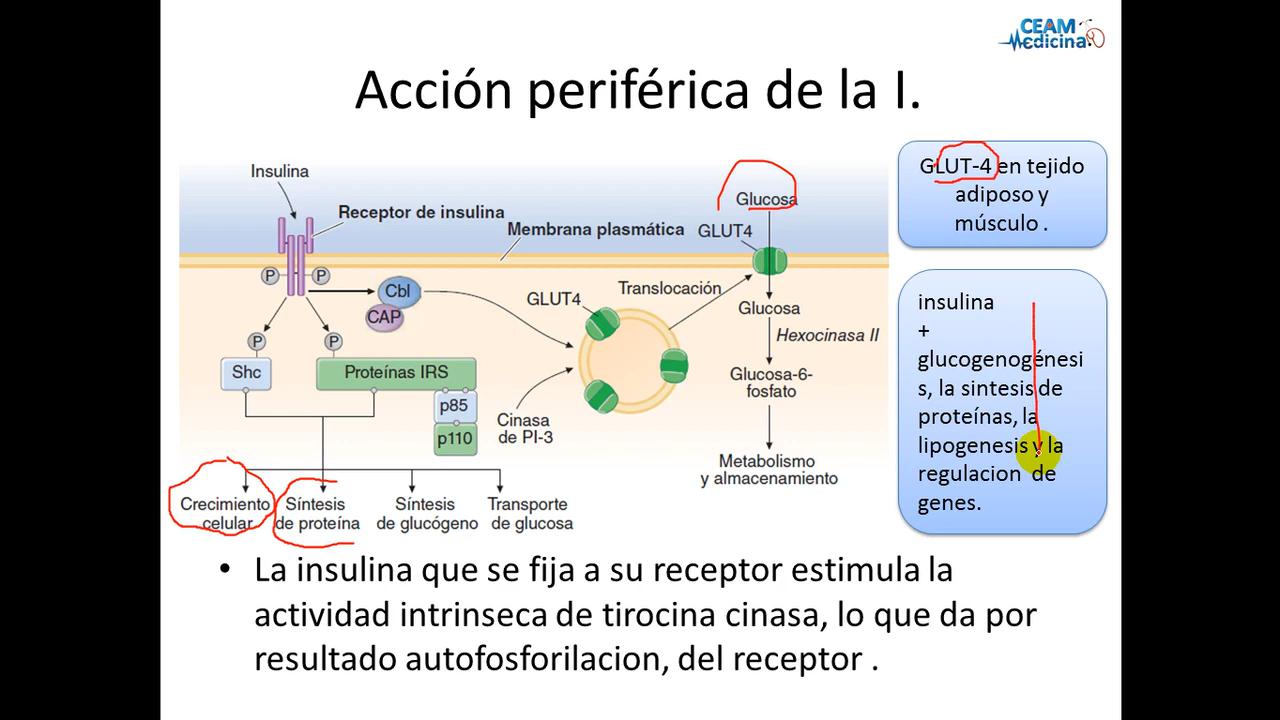 CEAM
Medicina
Acción periférica de la I.
Insulina
Receptor de insulina
Membrana plasmática
Glucosa
GLUT4
P
P
Cbl
CAP
GLUT4
Translocación
Glucosa
Hexocinasa II
P
P
Shc
Proteínas IRS
p85
p110
Cinasa
de PI-3
Glucosa-6-
fosfato
Metabolismo
y almacenamiento
Crecimiento
celular
Síntesis
de proteína
Síntesis
de glucógeno
Transporte
de glucosa
GLUT-4 en tejido
adiposo y
músculo .
insulina
+
glucogenogénesi
s, la sintesis de
proteínas, la
lipogenesis y la
regulacion de
genes.
• La insulina que se fija a su receptor estimula la
actividad intrinseca de tirocina cinasa, lo que da por
resultado autofosforilacion, del receptor .